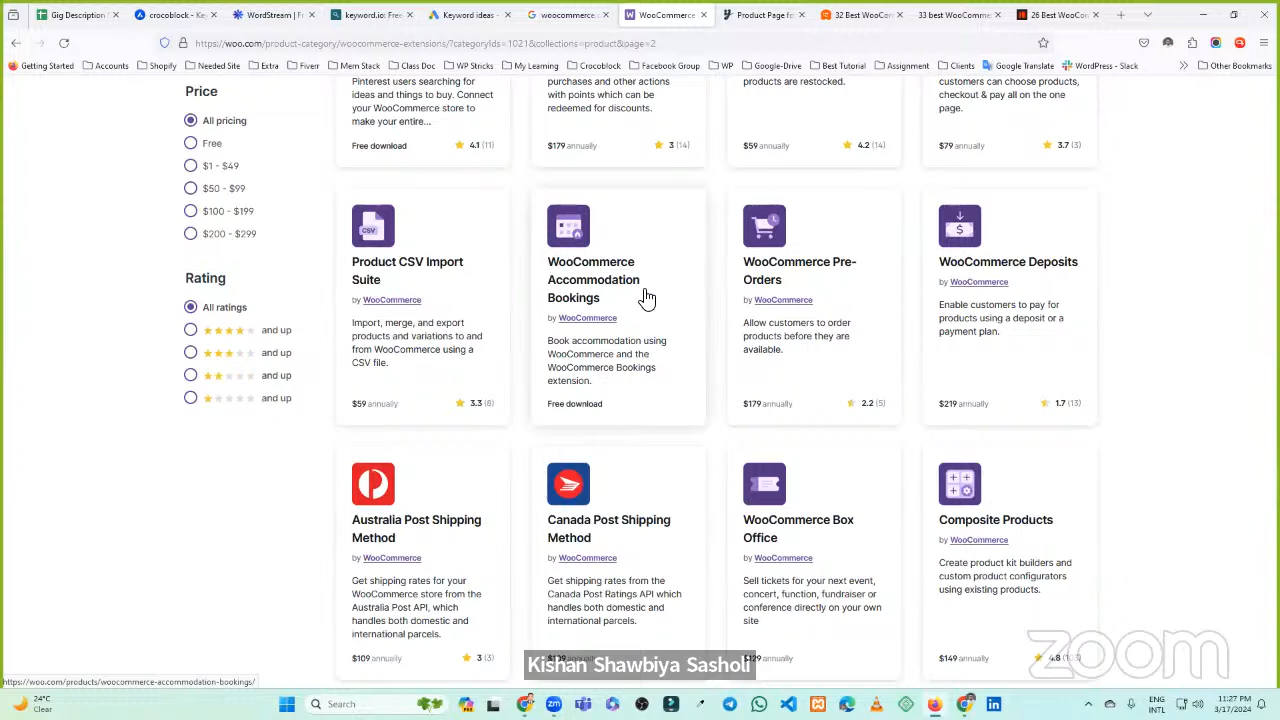 Gig Description
crocoblock -
WordStream |
keyword.io: Free
Keyword ideas -
woocommerce
WooCommerce
Product Page fo
32 Best WooCom
33 best WooComm
26 Best WooCom
https://woo.com/product-category/woocommerce-extensions/?categoryIds=1021&collections=product&page=2
Getting Started Accounts Shopify Needed Site Extra Fiverr Mem Stack Class Doc WP Stricks My Learning Crocoblock Facebook Group WP Google-Drive Best Tutorial Assignment Clients Google Translate WordPress - Slack Other Bookmarks
Price
All pricing
Free
$1 - $49
$50 - $99
$100 - $199
$200 - $299
Rating
All ratings
and up
and up
and up
and up
Pinterest users searching for
ideas and things to buy. Connect
your WooCommerce store to
make your entire...
Free download 4.1 (11)
purchases and other actions
with points which can be
redeemed for discounts.
$179 annually 3 (14)
products are restocked.
$59 annually 4.2 (14)
customers can choose products,
checkout & pay all on the one
page.
$79 annually 3.7 (3)
CSV
Product CSV Import
Suite
by WooCommerce
Import, merge, and export
products and variations to and
from WooCommerce using a
CSV file.
$59 annually 3.3 (8)
WooCommerce
Accommodation
Bookings
by WooCommerce
Book accommodation using
WooCommerce and the
WooCommerce Bookings
extension.
Free download
WooCommerce Pre-
Orders
by WooCommerce
Allow customers to order
products before they are
available.
$179 annually 2.2 (5)
$
WooCommerce Deposits
by WooCommerce
Enable customers to pay for
products using a deposit or a
payment plan.
$219 annually 1.7 (13)
Australia Post Shipping
Method
by WooCommerce
Get shipping rates for your
WooCommerce store from the
Australia Post API, which
handles both domestic and
international parcels.
$109 annually 3 (3)
Canada Post Shipping
Method
by WooCommerce
Get shipping rates from the
Canada Post Ratings API which
handles both domestic and
international parcels.
WooCommerce Box
Office
by WooCommerce
Sell tickets for your next event,
concert, function, fundraiser or
conference directly on your own
site
Composite Products
by WooCommerce
Create product kit builders and
custom product configurators
using existing products.
$149 annually 4.8
Kishan Shawbiya Sasholi
zoom
https://woo.com/products/woocommerce-accommodation-bookings/
24°C
Clear
Search
ENG
INTL
1:27 PM
3/17/2024